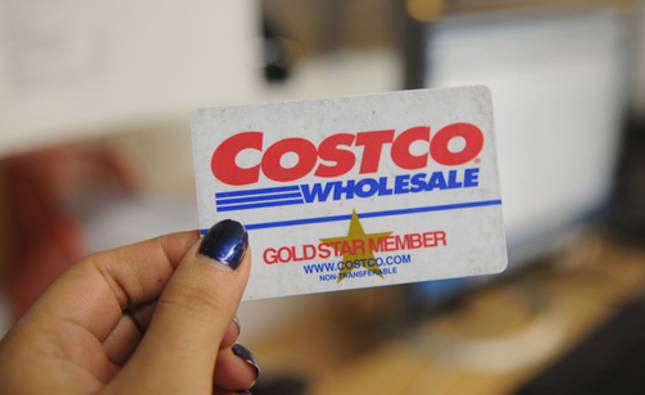 COSTCO®
WHOLESALE
GOLD STAR MEMBER
WWW.COSTCO.COM
NON-TRANSFERABLE